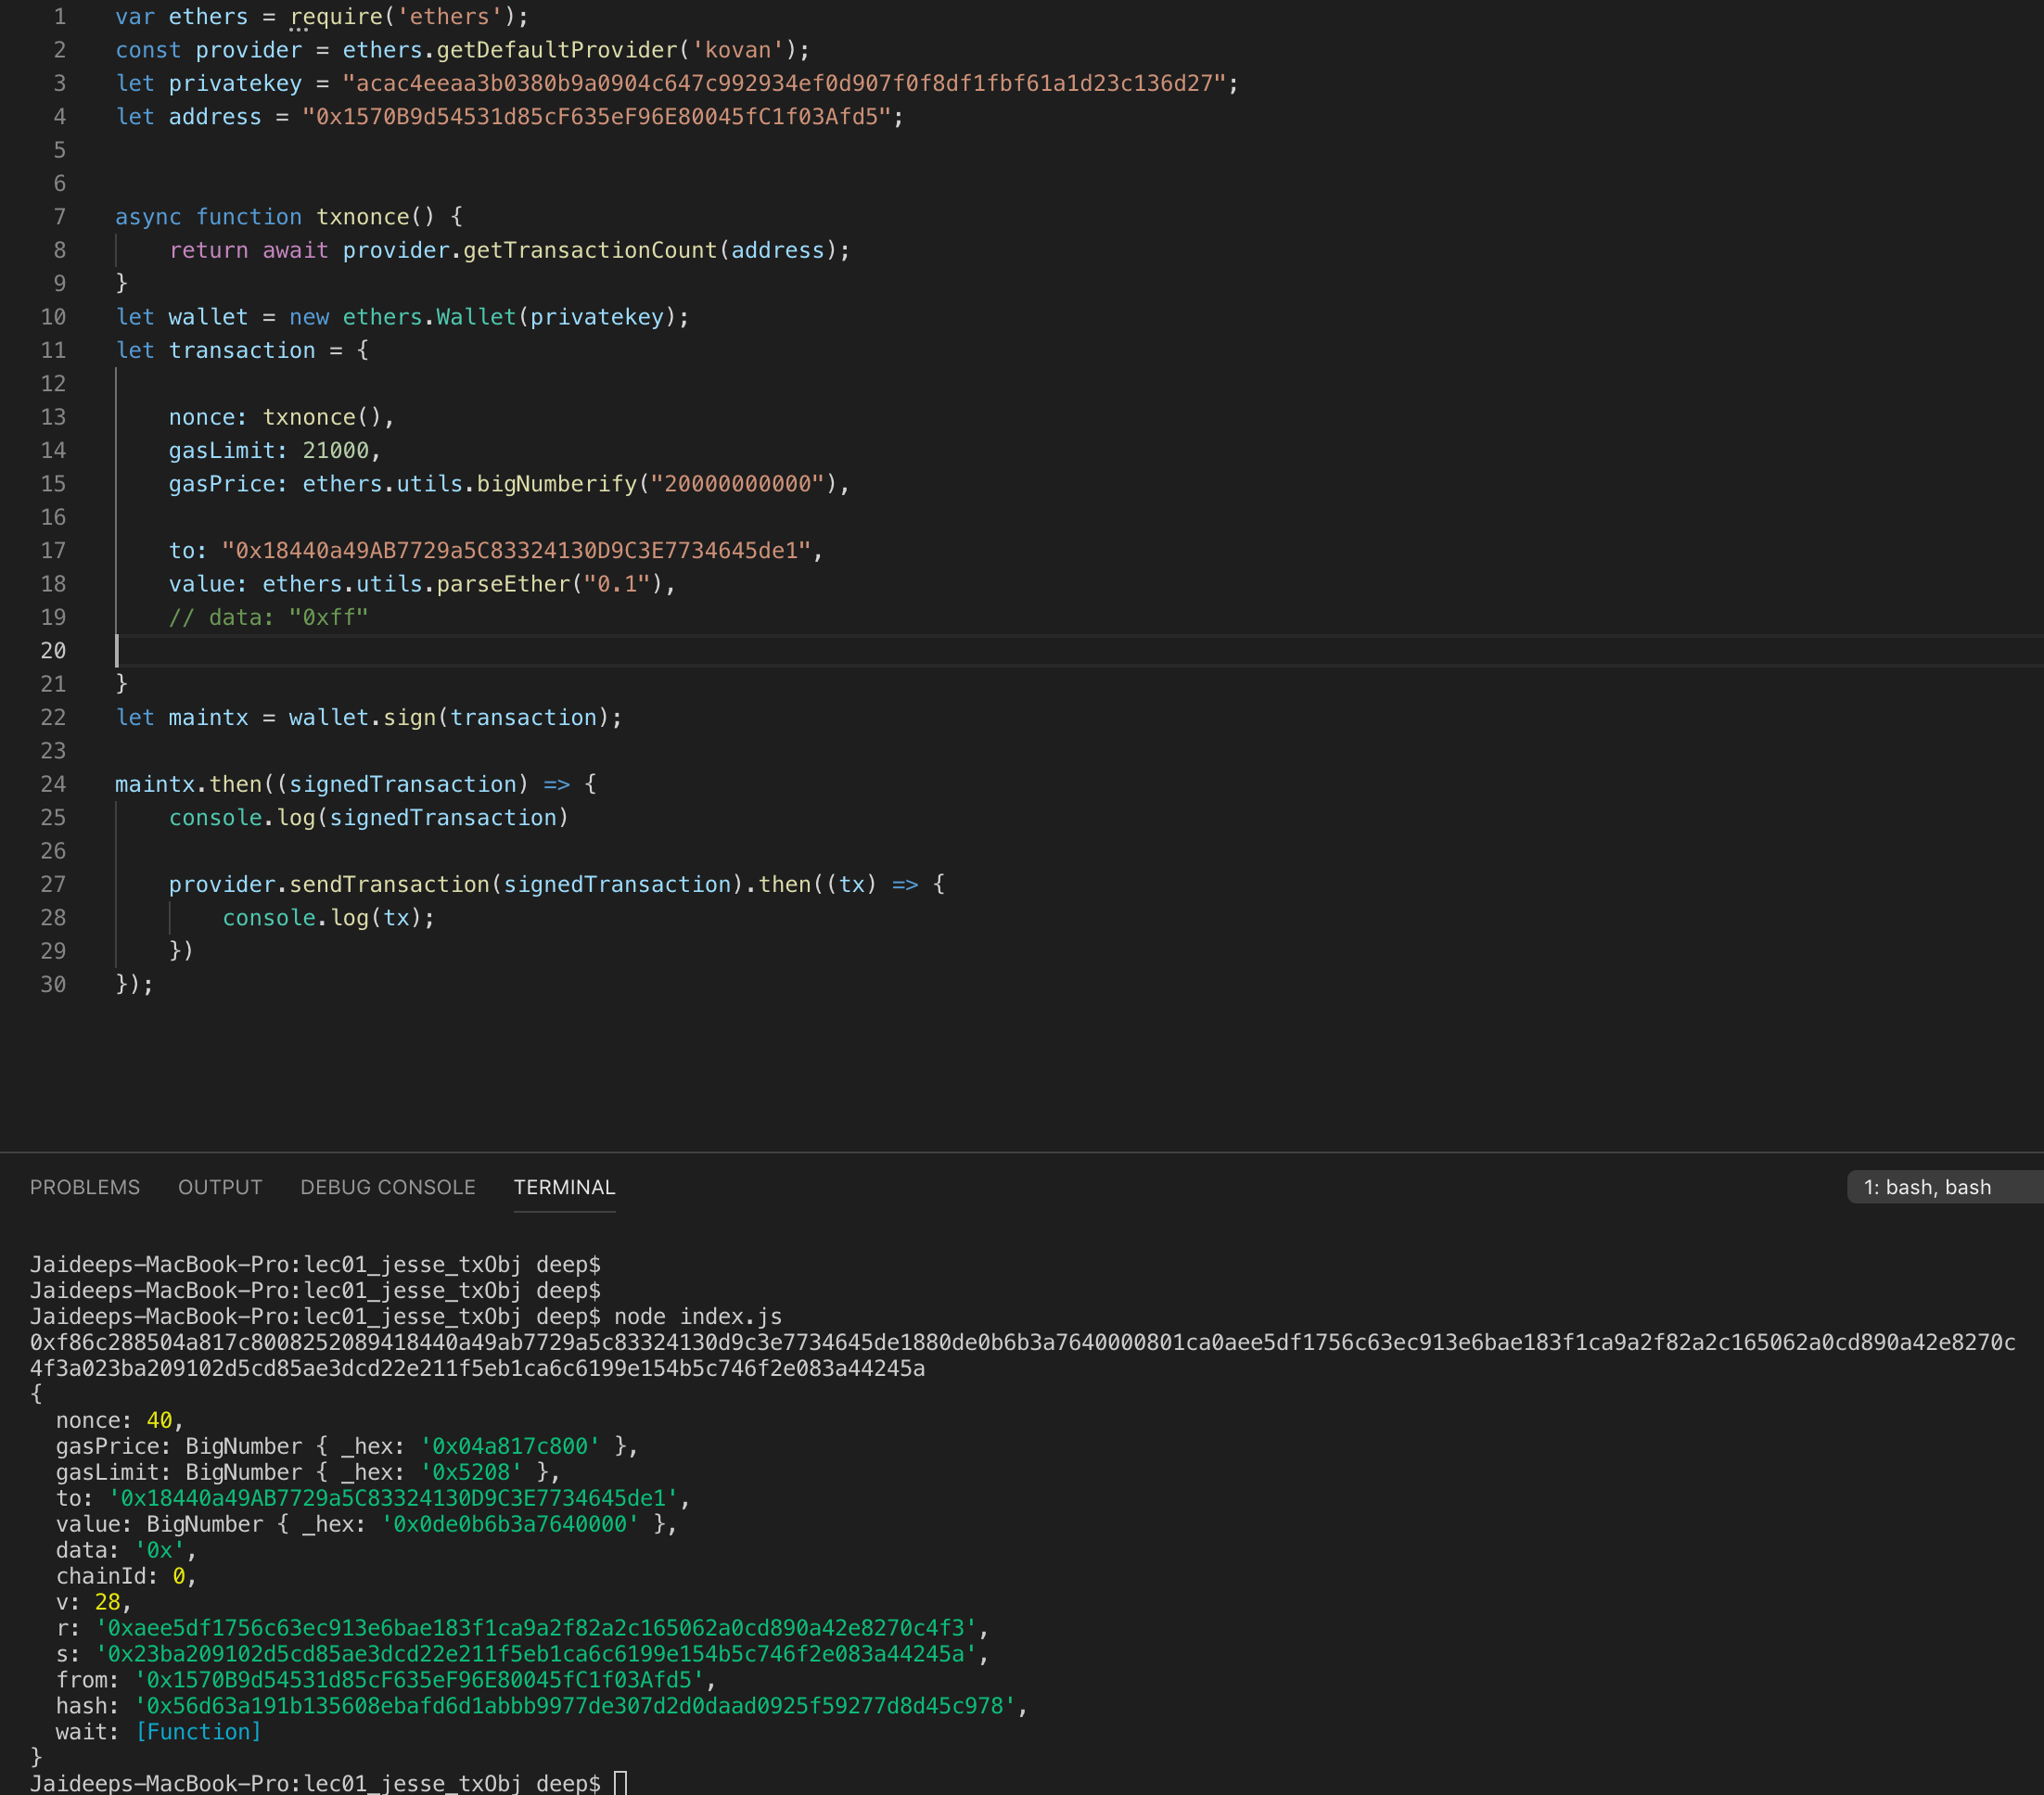 1 var ethers = require('ethers');
2 const provider = ethers.getDefaultProvider('kovan');
3 let privatekey = "acac4eeaa3b0380b9a0904c647c992934ef0d907f0f8df1fbf61a1d23c136d27";
4 let address = "0x1570B9d54531d85cF635eF96E80045fC1f03Afd5";
5
6
7 async function txnonce() {
8 return await provider.getTransactionCount(address);
9 }
10 let wallet = new ethers.Wallet(privatekey);
11 let transaction = {
12
13 nonce: txnonce(),
14 gasLimit: 21000,
15 gasPrice: ethers.utils.bigNumberify("20000000000"),
16
17 to: "0x18440a49AB7729a5C83324130D9C3E7734645de1",
18 value: ethers.utils.parseEther("0.1"),
19 // data: "0xff"
20
21 }
22 let maintx = wallet.sign(transaction);
23
24 maintx.then((signedTransaction) => {
25 console.log(signedTransaction)
26
27 provider.sendTransaction(signedTransaction).then((tx) => {
28 console.log(tx);
29 })
30 });
PROBLEMS OUTPUT DEBUG CONSOLE TERMINAL 1: bash, bash
Jaideeps-MacBook-Pro:lec01_jesse_txObj deep$
Jaideeps-MacBook-Pro:lec01_jesse_txObj deep$
Jaideeps-MacBook-Pro:lec01_jesse_txObj deep$ node index.js
0xf86c288504a817c8008252089418440a49ab7729a5c83324130d9c3e7734645de1880de0b6b3a7640000801ca0aee5df1756c63ec913e6bae183f1ca9a2f82a2c165062a0cd890a42e8270c
4f3a023ba209102d5cd85ae3dcd22e211f5eb1ca6c6199e154b5c746f2e083a44245a
{
nonce: 40,
gasPrice: BigNumber { _hex: '0x04a817c800' },
gasLimit: BigNumber { _hex: '0x5208' },
to: '0x18440a49AB7729a5C83324130D9C3E7734645de1',
value: BigNumber { _hex: '0x0de0b6b3a7640000' },
data: '0x',
chainId: 0,
v: 28,
r: '0xaee5df1756c63ec913e6bae183f1ca9a2f82a2c165062a0cd890a42e8270c4f3',
s: '0x23ba209102d5cd85ae3dcd22e211f5eb1ca6c6199e154b5c746f2e083a44245a',
from: '0x1570B9d54531d85cF635eF96E80045fC1f03Afd5',
hash: '0x56d63a191b135608ebafd6d1abbb9977de307d2d0daad0925f59277d8d45c978',
wait: [Function]
}
Jaideeps-MacBook-Pro:lec01_jesse_txObj deep$